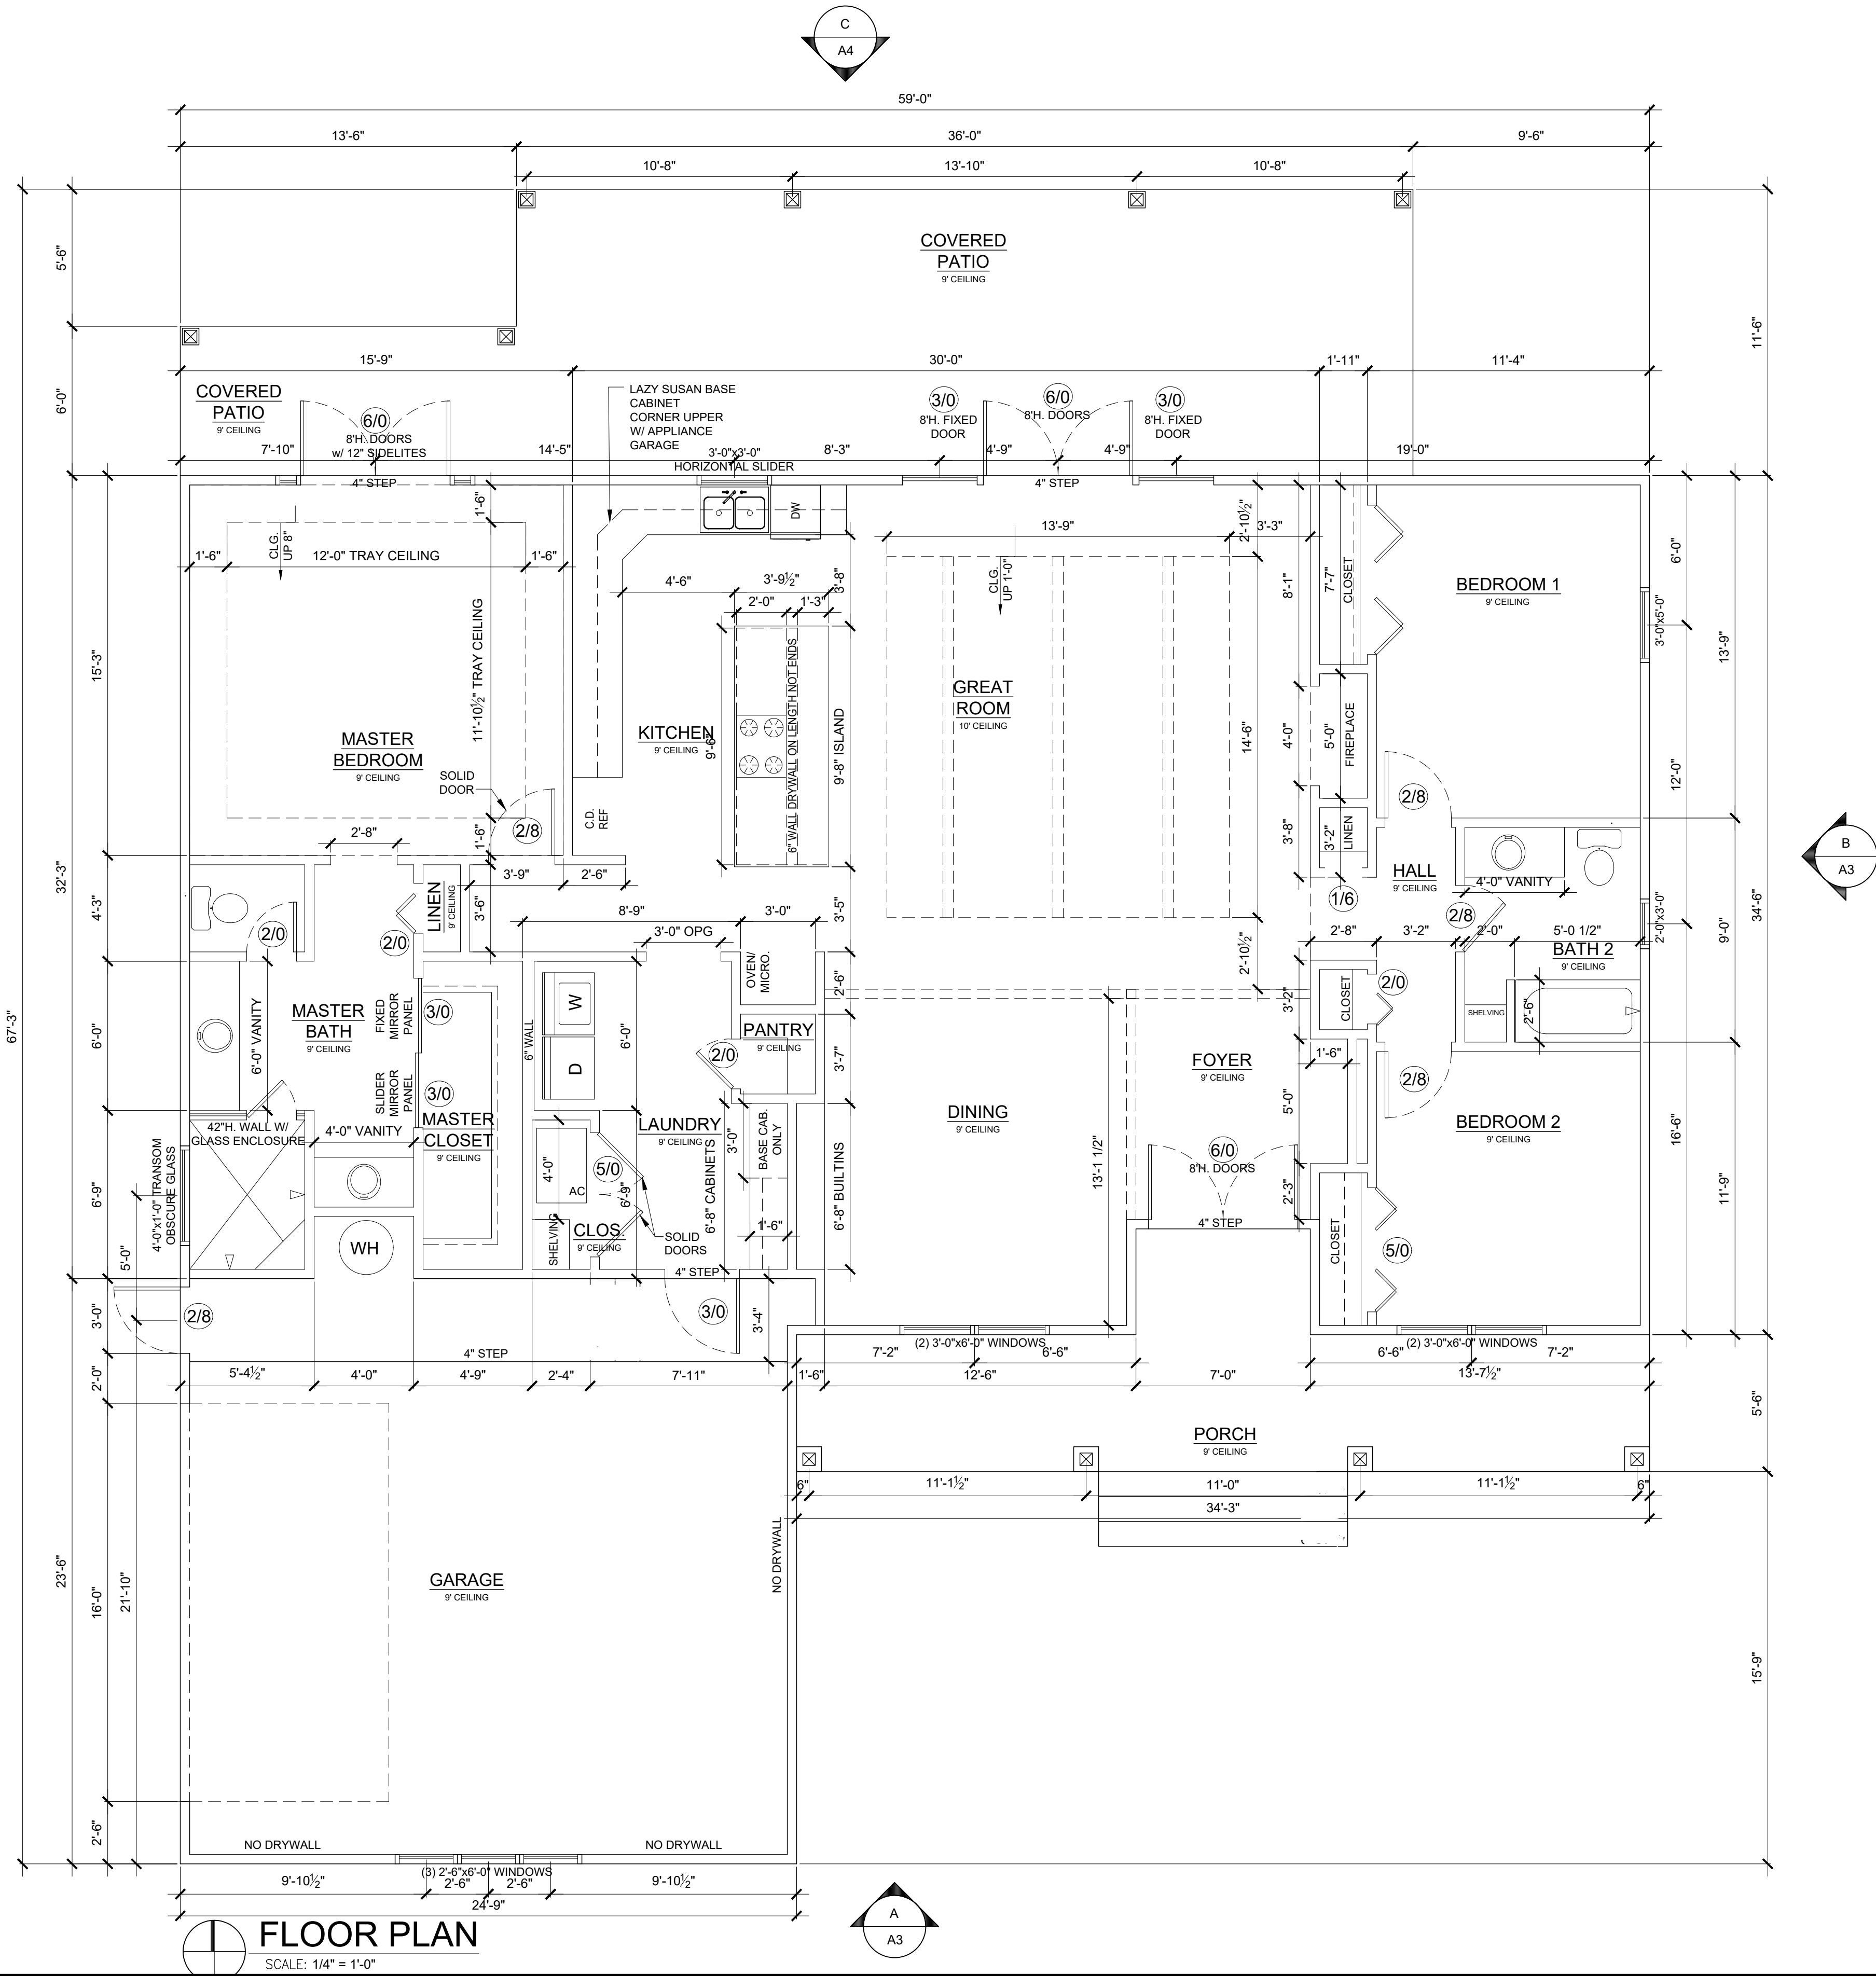 C
A4
59'-0"
13'-6"
36'-0"
9'-6"
10'-8"
13'-10"
10'-8"
COVERED
PATIO
9' CEILING
5'-6"
11'-6"
6'-0"
15'-9"
30'-0"
1'-11"
11'-4"
COVERED
PATIO
9' CEILING
6/0
8'H. DOORS
w/ 12" SIDELITES
LAZY SUSAN BASE
CABINET
CORNER UPPER
W/ APPLIANCE
GARAGE
3/0
8'H. FIXED
DOOR
6/0
8'H. DOORS
3/0
8'H. FIXED
DOOR
7'-10"
14'-5"
3'-0"x3'-0"
HORIZONTAL SLIDER
8'-3"
4'-9"
4'-9"
19'-0"
4" STEP
4" STEP
1'-6"
DW
2'-10½"
13'-9"
3'-3"
1'-6"
CLG.
UP 8"
12'-0" TRAY CEILING
1'-6"
4'-6"
3'-9½"
3'-8"
2'-0"
1'-3"
CLG.
UP 1'-0"
8'-1"
7'-7"
CLOSET
BEDROOM 1
9' CEILING
6'-0"
3'-0"x5'-0"
13'-9"
15'-3"
11'-10½" TRAY CEILING
6" WALL DRYWALL ON LENGTH NOT ENDS
GREAT
ROOM
10' CEILING
MASTER
BEDROOM
9' CEILING
KITCHEN
9' CEILING
9'-6"
9'-8" ISLAND
14'-6"
4'-0"
5'-0"
FIREPLACE
SOLID
DOOR
2/8
C.D.
REF
1'-6"
2/8
12'-0"
3'-8"
3'-2"
LINEN
B
A3
2'-8"
32'-3"
3'-9"
2'-6"
HALL
9' CEILING
4'-0" VANITY
34'-6"
4'-3"
LINEN
9' CEILING
3'-6"
3'-5"
1/6
2/8
2'-0"x3'-0"
9'-0"
2/0
2/0
8'-9"
3'-0"
3'-0" OPG
2'-10½"
2'-8"
3'-2"
2'-0"
5'-0 1/2"
BATH 2
9' CEILING
OVEN/
MICRO.
2'-6"
3'-2"
CLOSET
2/0
SHELVING
2'-6"
67'-3"
6'-0"
6'-0" VANITY
MASTER
BATH
9' CEILING
FIXED
MIRROR
PANEL
3/0
6" WALL
W
D
6'-0"
PANTRY
9' CEILING
2/0
3'-7"
SLIDER
MIRROR
PANEL
3/0
FOYER
9' CEILING
1'-6"
2/8
5'-0"
MASTER
CLOSET
9' CEILING
42"H. WALL W/
GLASS ENCLOSURE
4'-0" VANITY
LAUNDRY
9' CEILING
3'-0"
BASE CAB.
ONLY
DINING
9' CEILING
BEDROOM 2
9' CEILING
16'-6"
4'-0"x1'-0" TRANSOM
OBSCURE GLASS
6'-9"
4'-0"
5/0
AC
6'-9"
6'-8" CABINETS
6'-8" BUILTINS
13'-1 1/2"
6/0
8'H. DOORS
2'-3"
11'-9"
5'-0"
WH
SHELVING
CLOS.
9' CEILING
SOLID
DOORS
1'-6"
4" STEP
CLOSET
5/0
4" STEP
3'-0"
2/8
3/0
3'-4"
4" STEP
(2) 3'-0"x6'-0" WINDOWS
(2) 3'-0"x6'-0" WINDOWS
7'-2"
6'-6"
6'-6"
7'-2"
2'-0"
5'-4½"
4'-0"
4'-9"
2'-4"
7'-11"
1'-6"
12'-6"
7'-0"
13'-7½"
5'-6"
PORCH
9' CEILING
6"
11'-1½"
11'-0"
11'-1½"
6"
34'-3"
NO DRYWALL
23'-6"
16'-0"
21'-10"
GARAGE
9' CEILING
15'-9"
2'-6"
NO DRYWALL
NO DRYWALL
(3) 2'-6"x6'-0" WINDOWS
9'-10½"
2'-6"
2'-6"
9'-10½"
24'-9"
A
A3
FLOOR PLAN
SCALE: 1/4" = 1'-0"